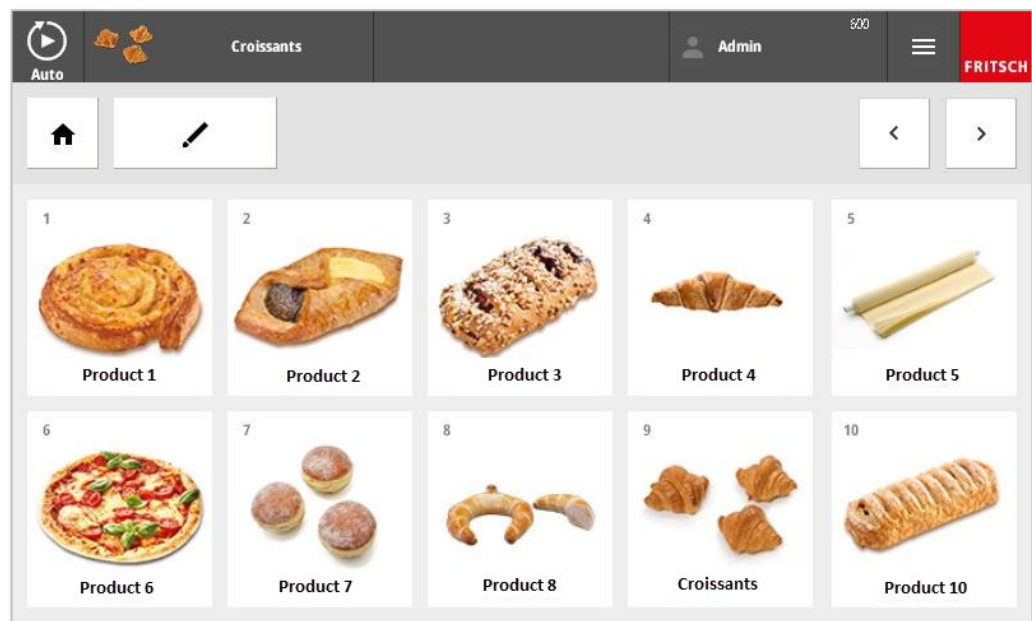 600
Croissants
Admin
Auto
FRITSCH
1
2
3
4
5
Product 1
Product 2
Product 3
Product 4
Product 5
6
7
8
9
10
Product 6
Product 7
Product 8
Croissants
Product 10